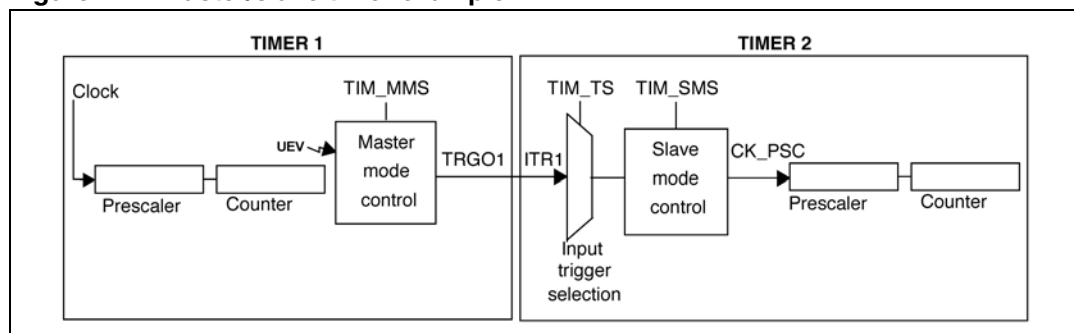 TIMER 1
Clock
TIM_MMS
UEV
Master
mode
control
TRGO1
Prescaler
Counter
TIMER 2
TIM_TS
TIM_SMS
ITR1
Slave
mode
control
CK_PSC
Prescaler
Counter
Input
trigger
selection